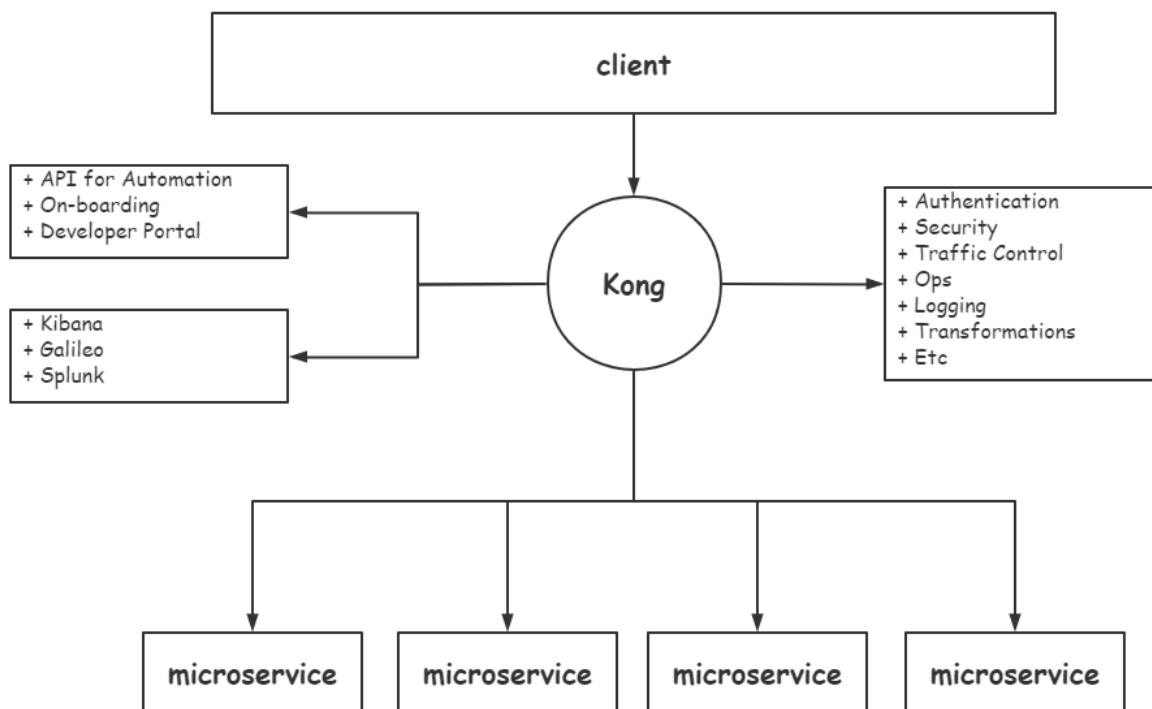 client
+ API for Automation
+ On-boarding
+ Developer Portal
Kong
+ Authentication
+ Security
+ Traffic Control
+ Ops
+ Logging
+ Transformations
+ Etc
+ Kibana
+ Galileo
+ Splunk
microservice
microservice
microservice
microservice